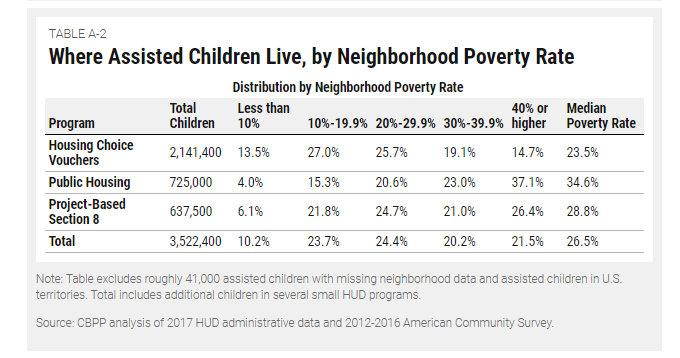 TABLE A-2
Where Assisted Children Live, by Neighborhood Poverty Rate
Distribution by Neighborhood Poverty Rate
Program Total Children Less than 10% 10%-19.9% 20%-29.9% 30%-39.9% 40% or higher Median Poverty Rate
Housing Choice Vouchers 2,141,400 13.5% 27.0% 25.7% 19.1% 14.7% 23.5%
Public Housing 725,000 4.0% 15.3% 20.6% 23.0% 37.1% 34.6%
Project-Based Section 8 637,500 6.1% 21.8% 24.7% 21.0% 26.4% 28.8%
Total 3,522,400 10.2% 23.7% 24.4% 20.2% 21.5% 26.5%
Note: Table excludes roughly 41,000 assisted children with missing neighborhood data and assisted children in U.S.
territories. Total includes additional children in several small HUD programs.
Source: CBPP analysis of 2017 HUD administrative data and 2012-2016 American Community Survey.